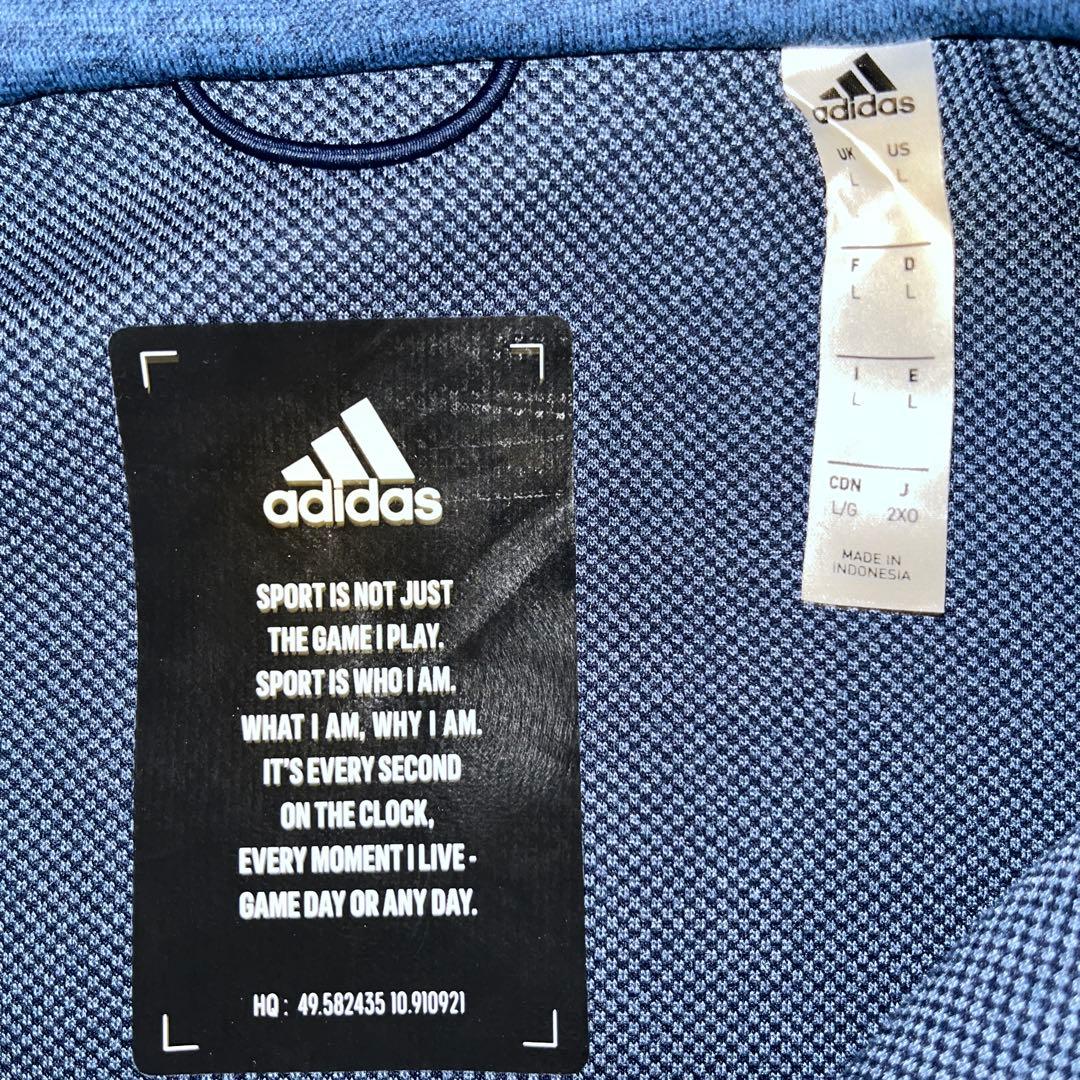 adidas
SPORT IS NOT JUST
THE GAME I PLAY.
SPORT IS WHO I AM.
WHAT I AM, WHY I AM.
IT'S EVERY SECOND
ON THE CLOCK,
EVERY MOMENT I LIVE -
GAME DAY OR ANY DAY.
HQ : 49.582435 10.910921
adidas
UK US
L L
F D
L L
I E
L L
CDN J
L/G 2XO
MADE IN
INDONESIA